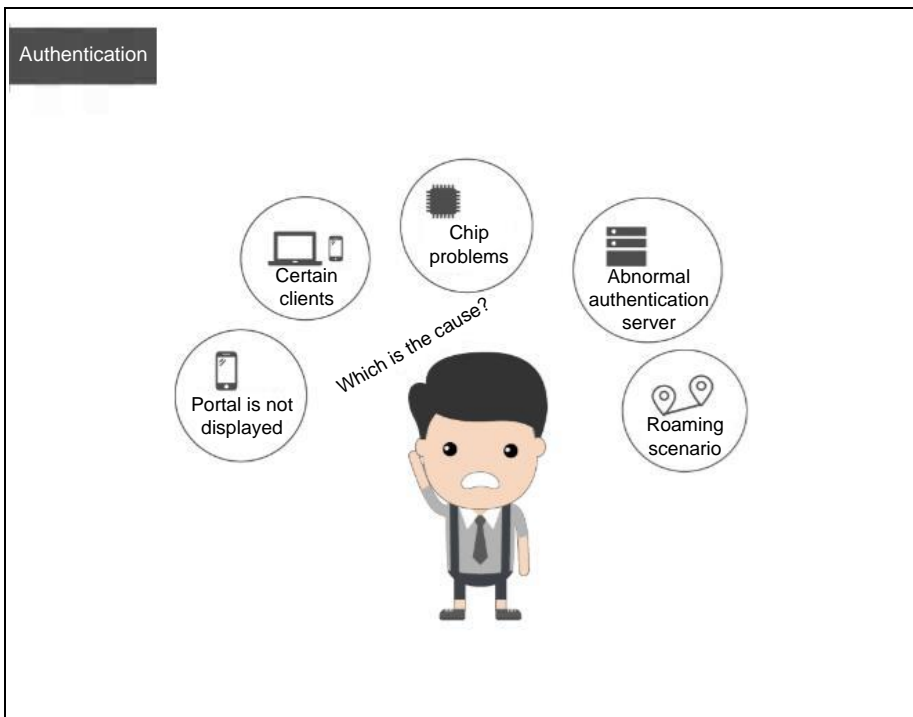 Authentication
Chip
problems
Certain
clients
Abnormal
authentication
server
Which is the cause?
Portal is not
displayed
Roaming
scenario